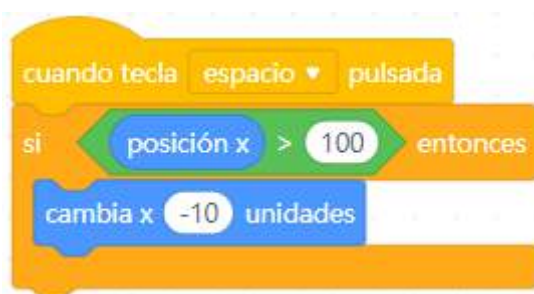 cuando tecla espacio ▼ pulsada
si posición x > 100 entonces
cambia x -10 unidades